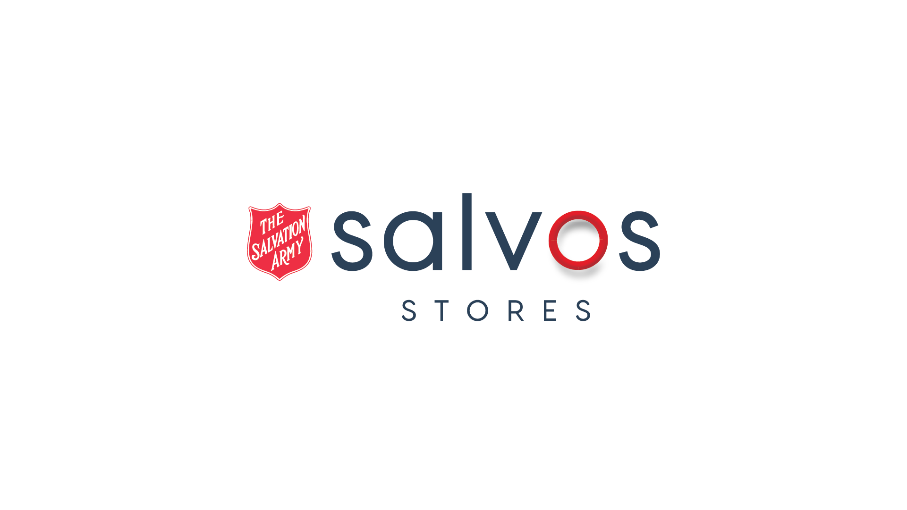 THE
SALVATION
ARMY
salvos
STORES